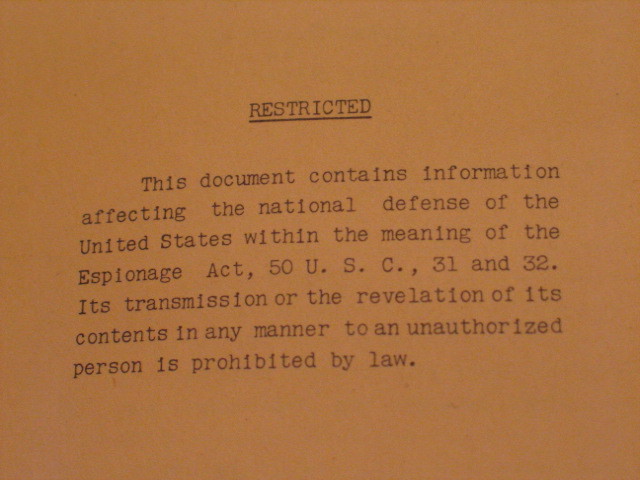 RESTRICTED
This document contains information
affecting the national defense of the
United States within the meaning of the
Espionage Act, 50 U. S. C., 31 and 32.
Its transmission or the revelation of its
contents in any manner to an unauthorized
person is prohibited by law.